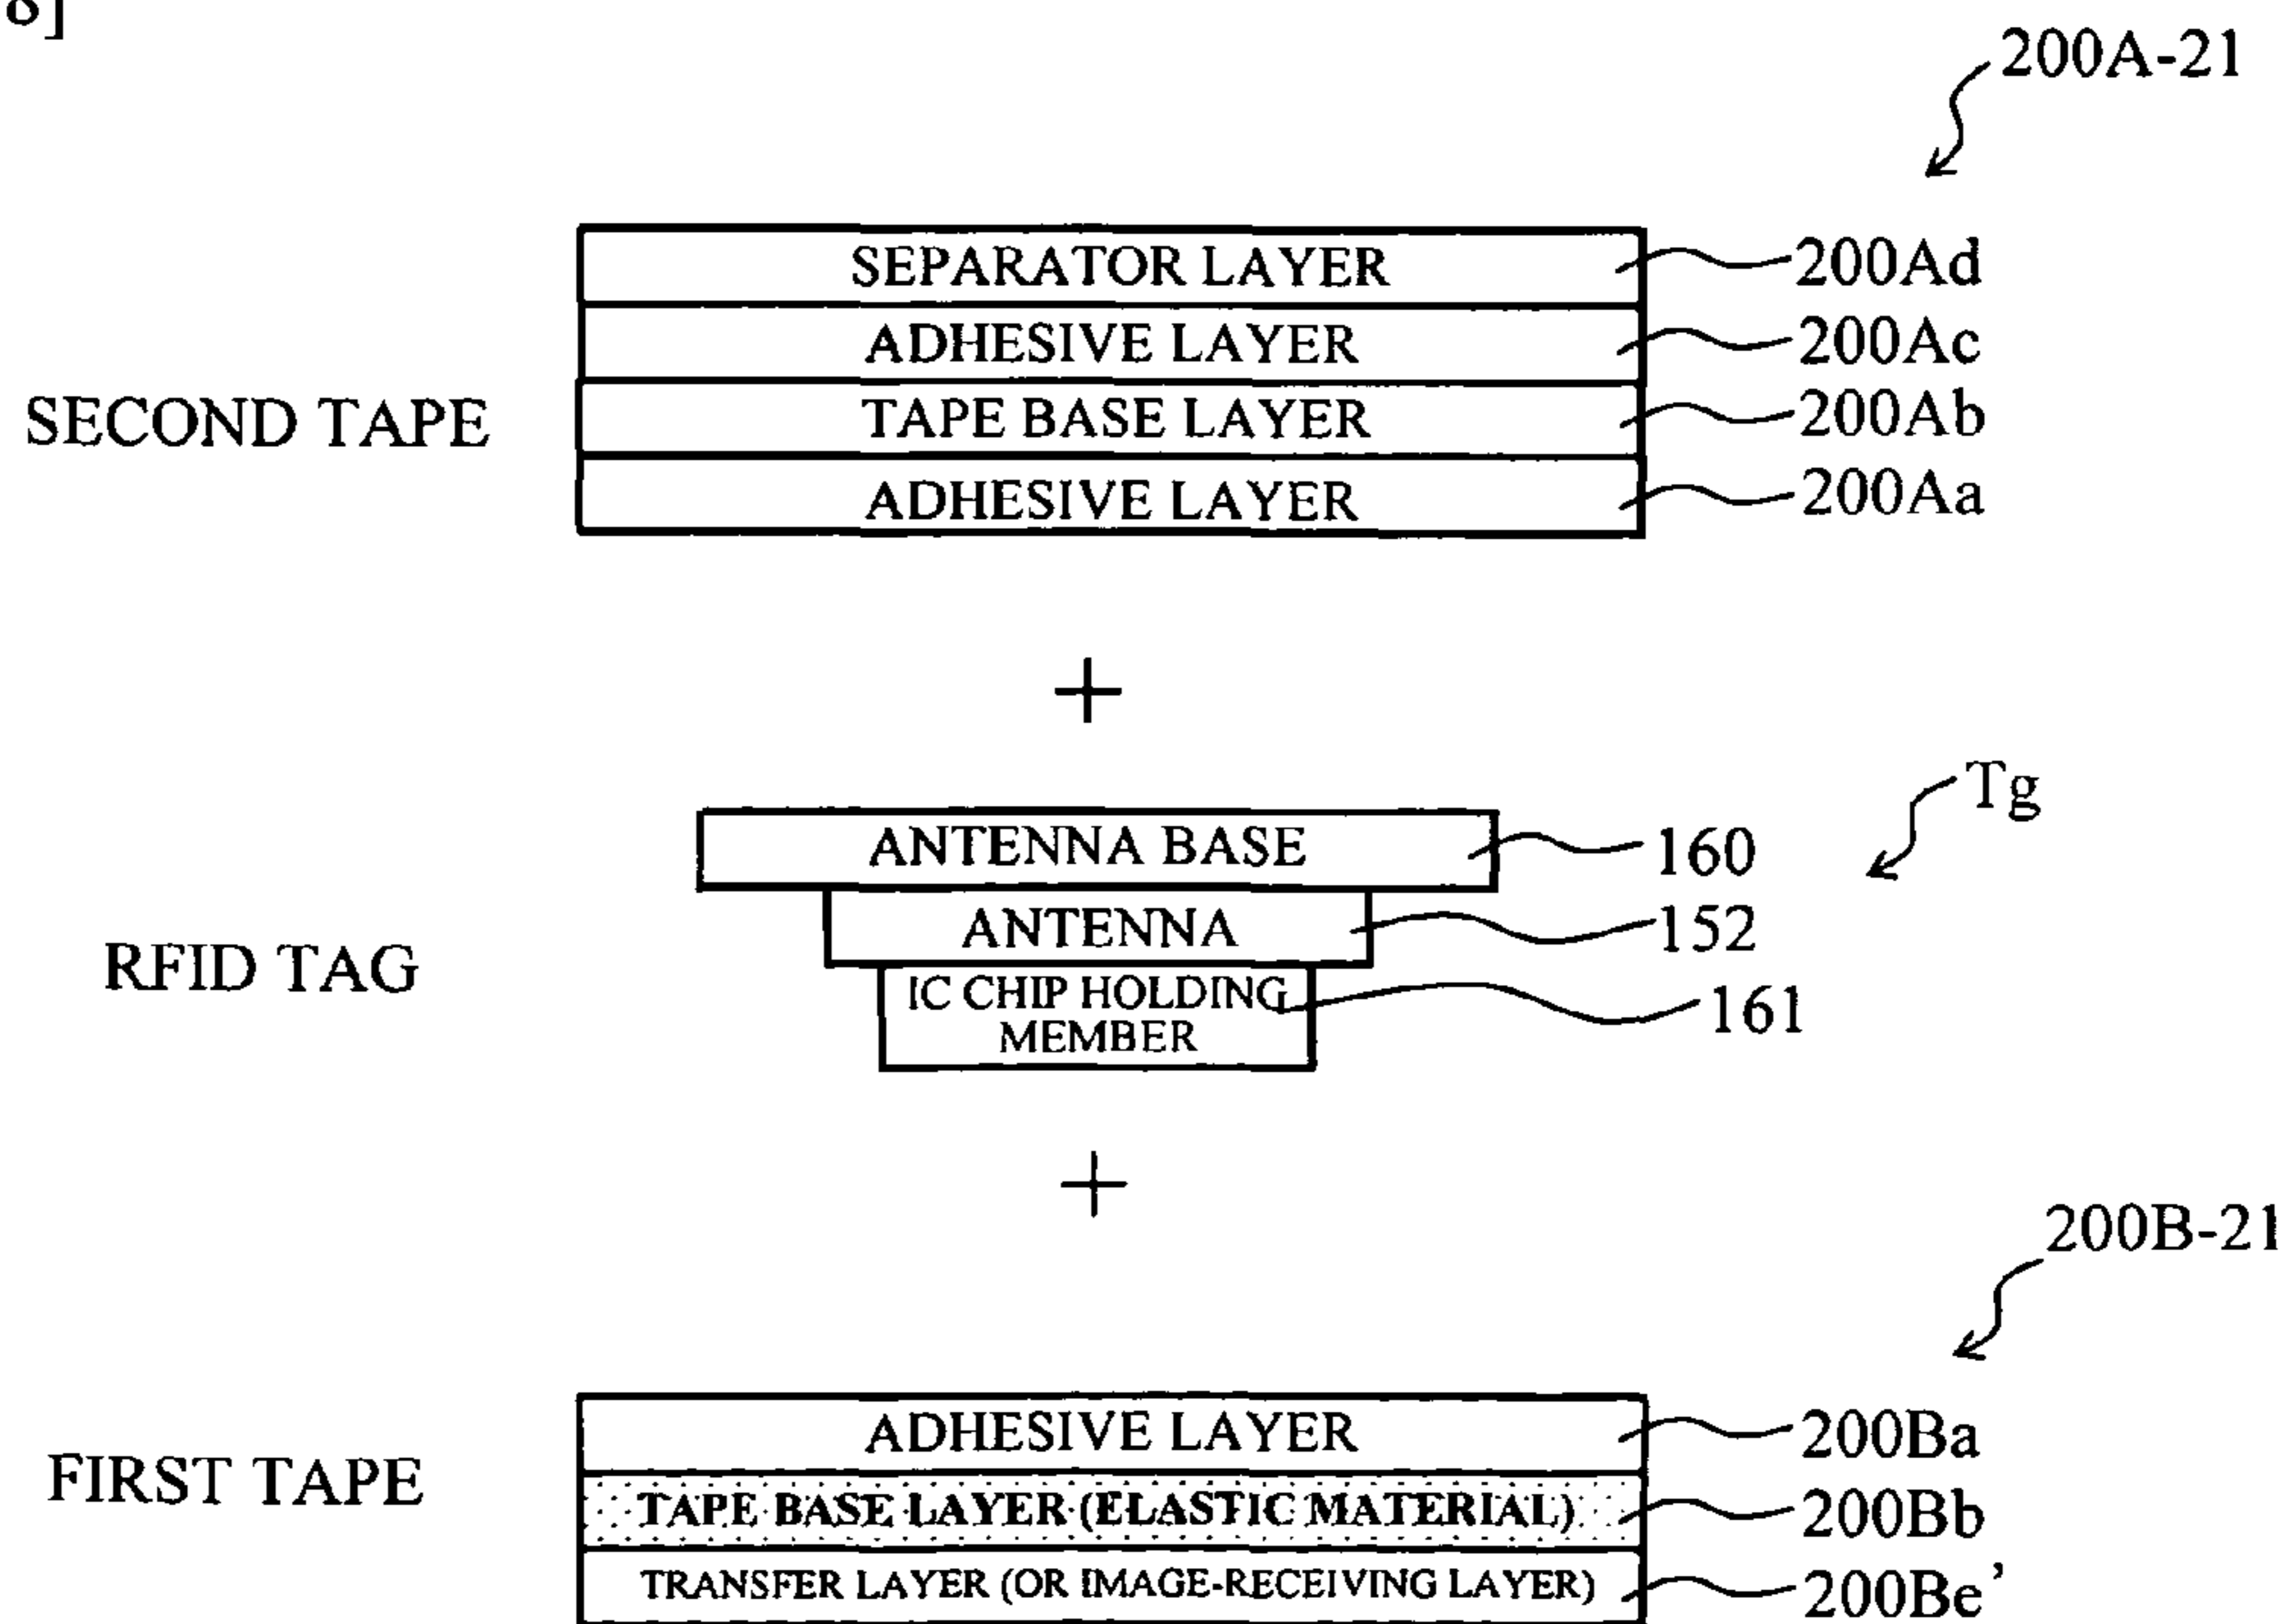 8]
200A-21
SEPARATOR LAYER 200Ad
ADHESIVE LAYER 200Ac
SECOND TAPE TAPE BASE LAYER 200Ab
ADHESIVE LAYER 200Aa
+
Tg
ANTENNA BASE 160
RFID TAG ANTENNA 152
IC CHIP HOLDING 161
MEMBER
+
200B-21
ADHESIVE LAYER 200Ba
FIRST TAPE TAPE BASE LAYER (ELASTIC MATERIAL) 200Bb
TRANSFER LAYER (OR IMAGE-RECEIVING LAYER) 200Be’